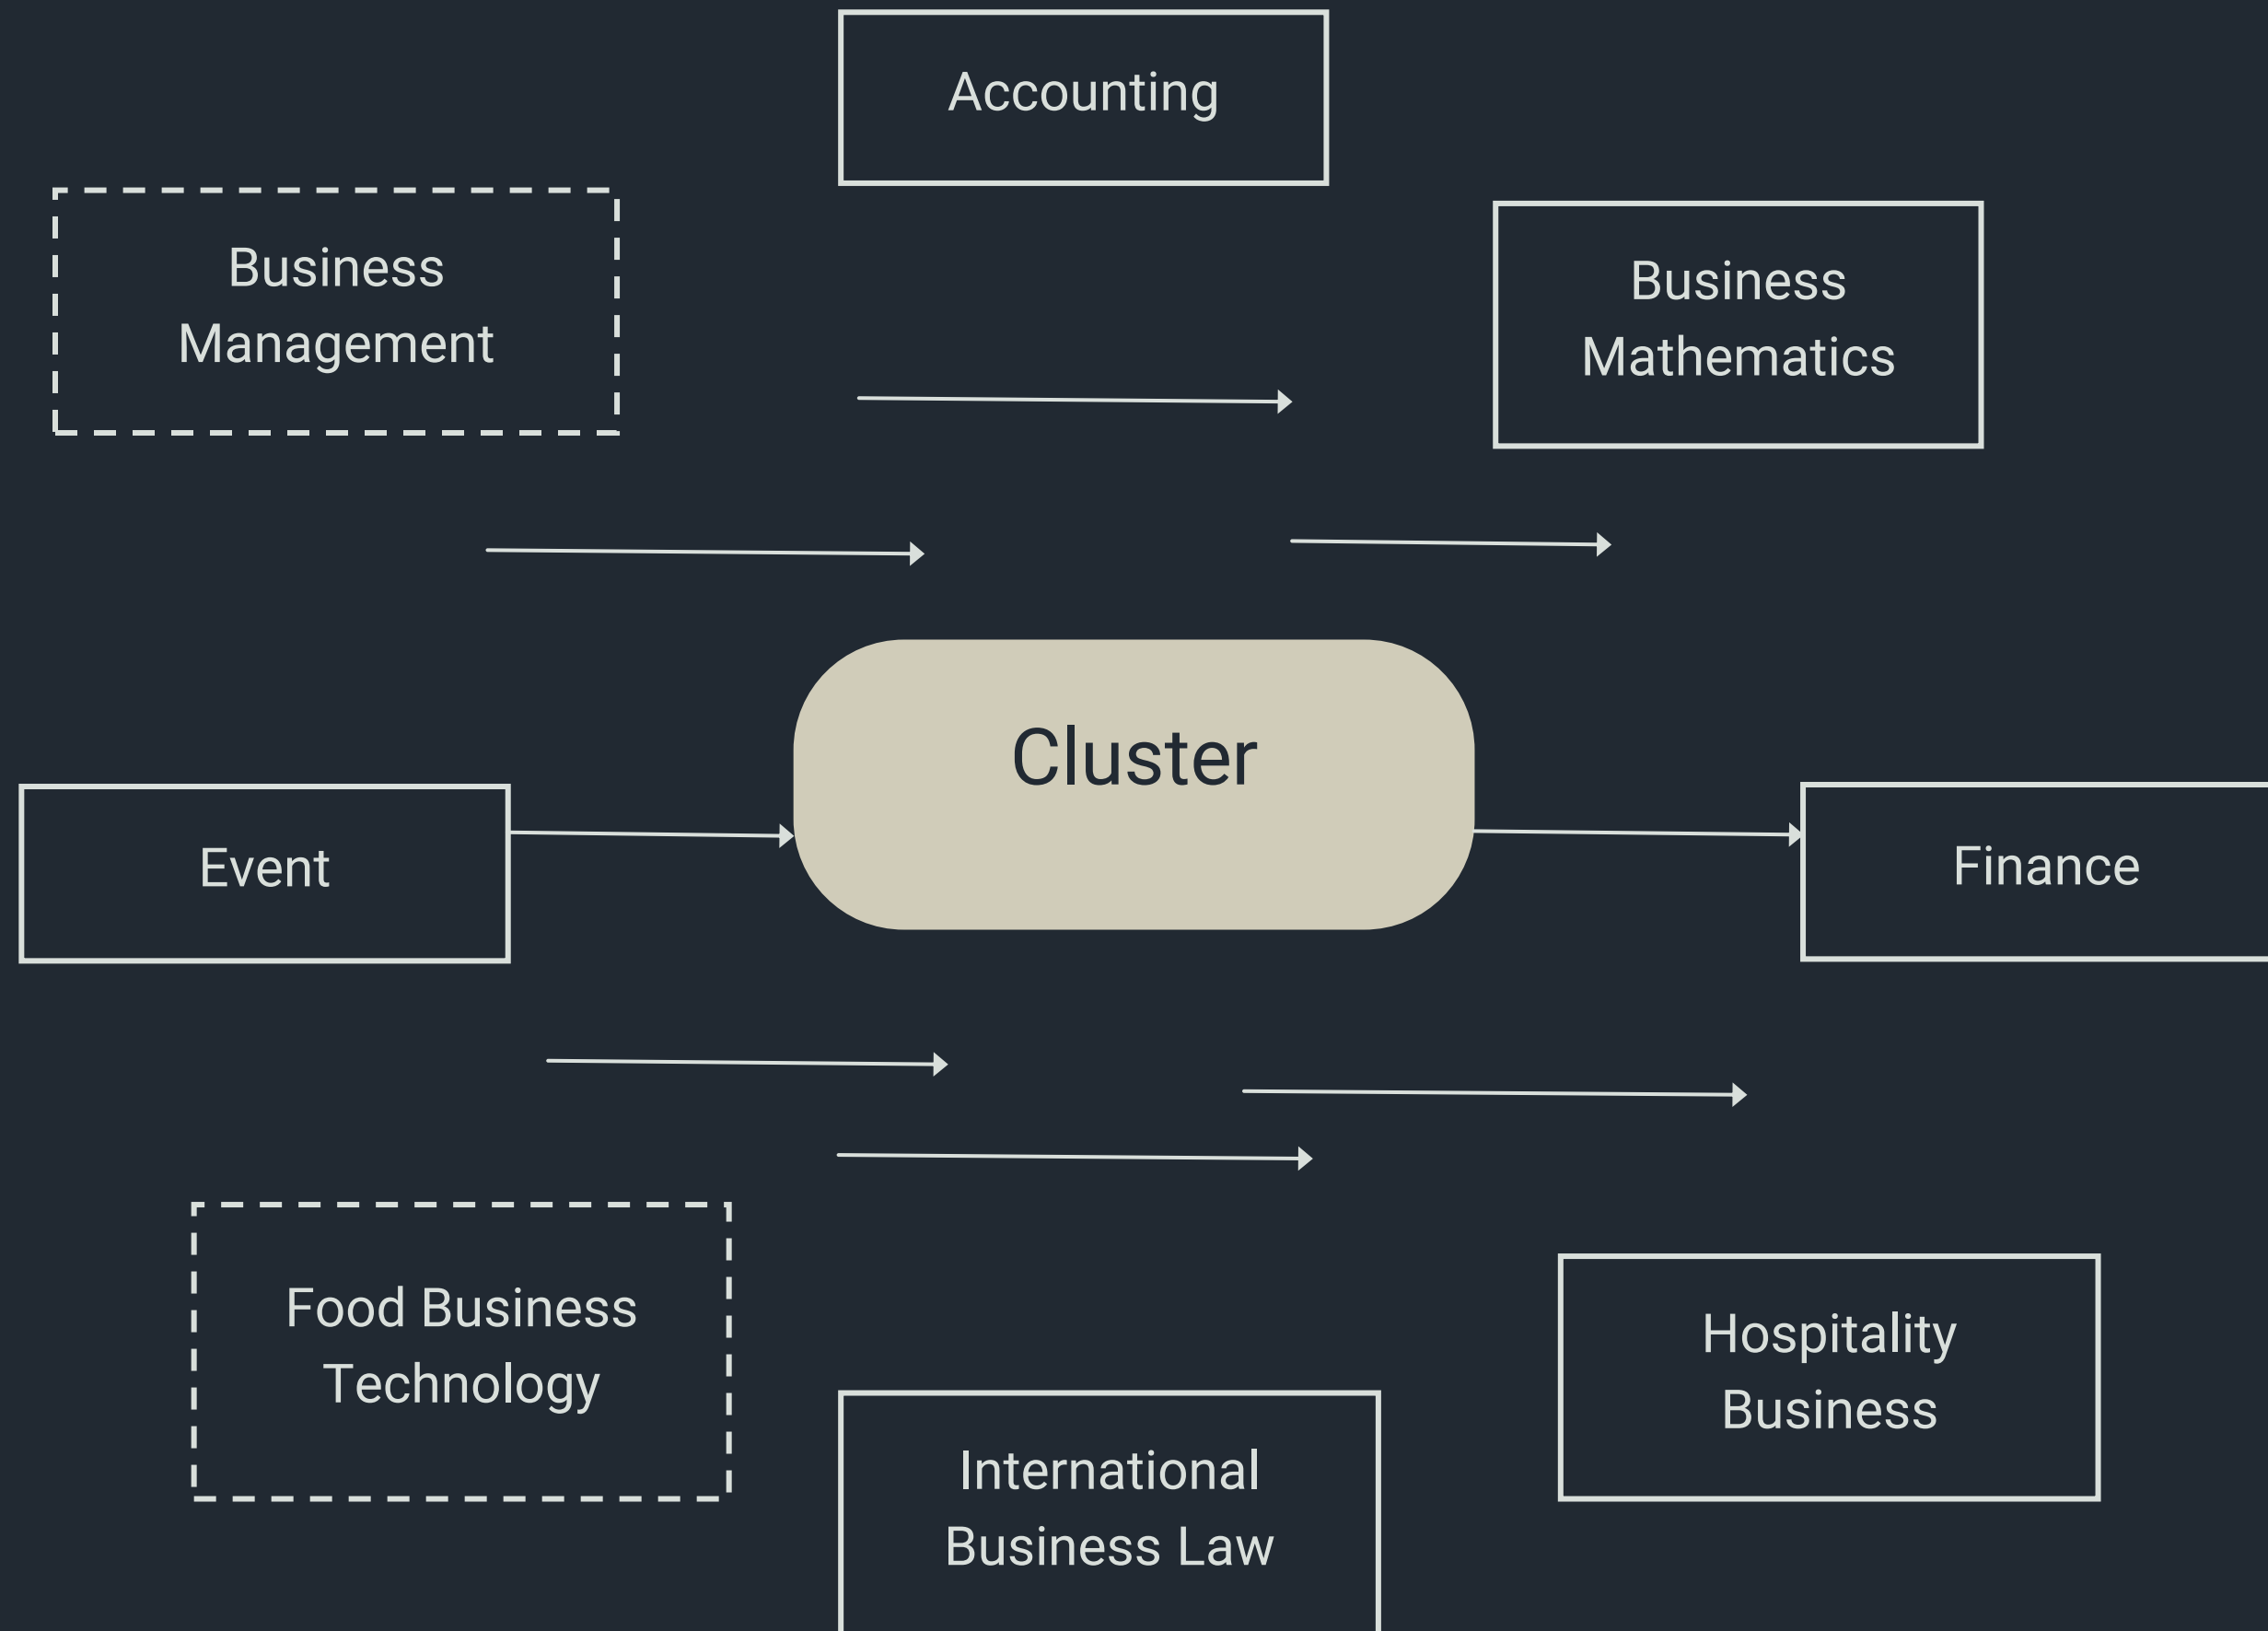 Accounting
Business
Management
Business
Mathematics
Cluster
Event
Finance
Food Business
Technology
Hospitality
Business
International
Business Law